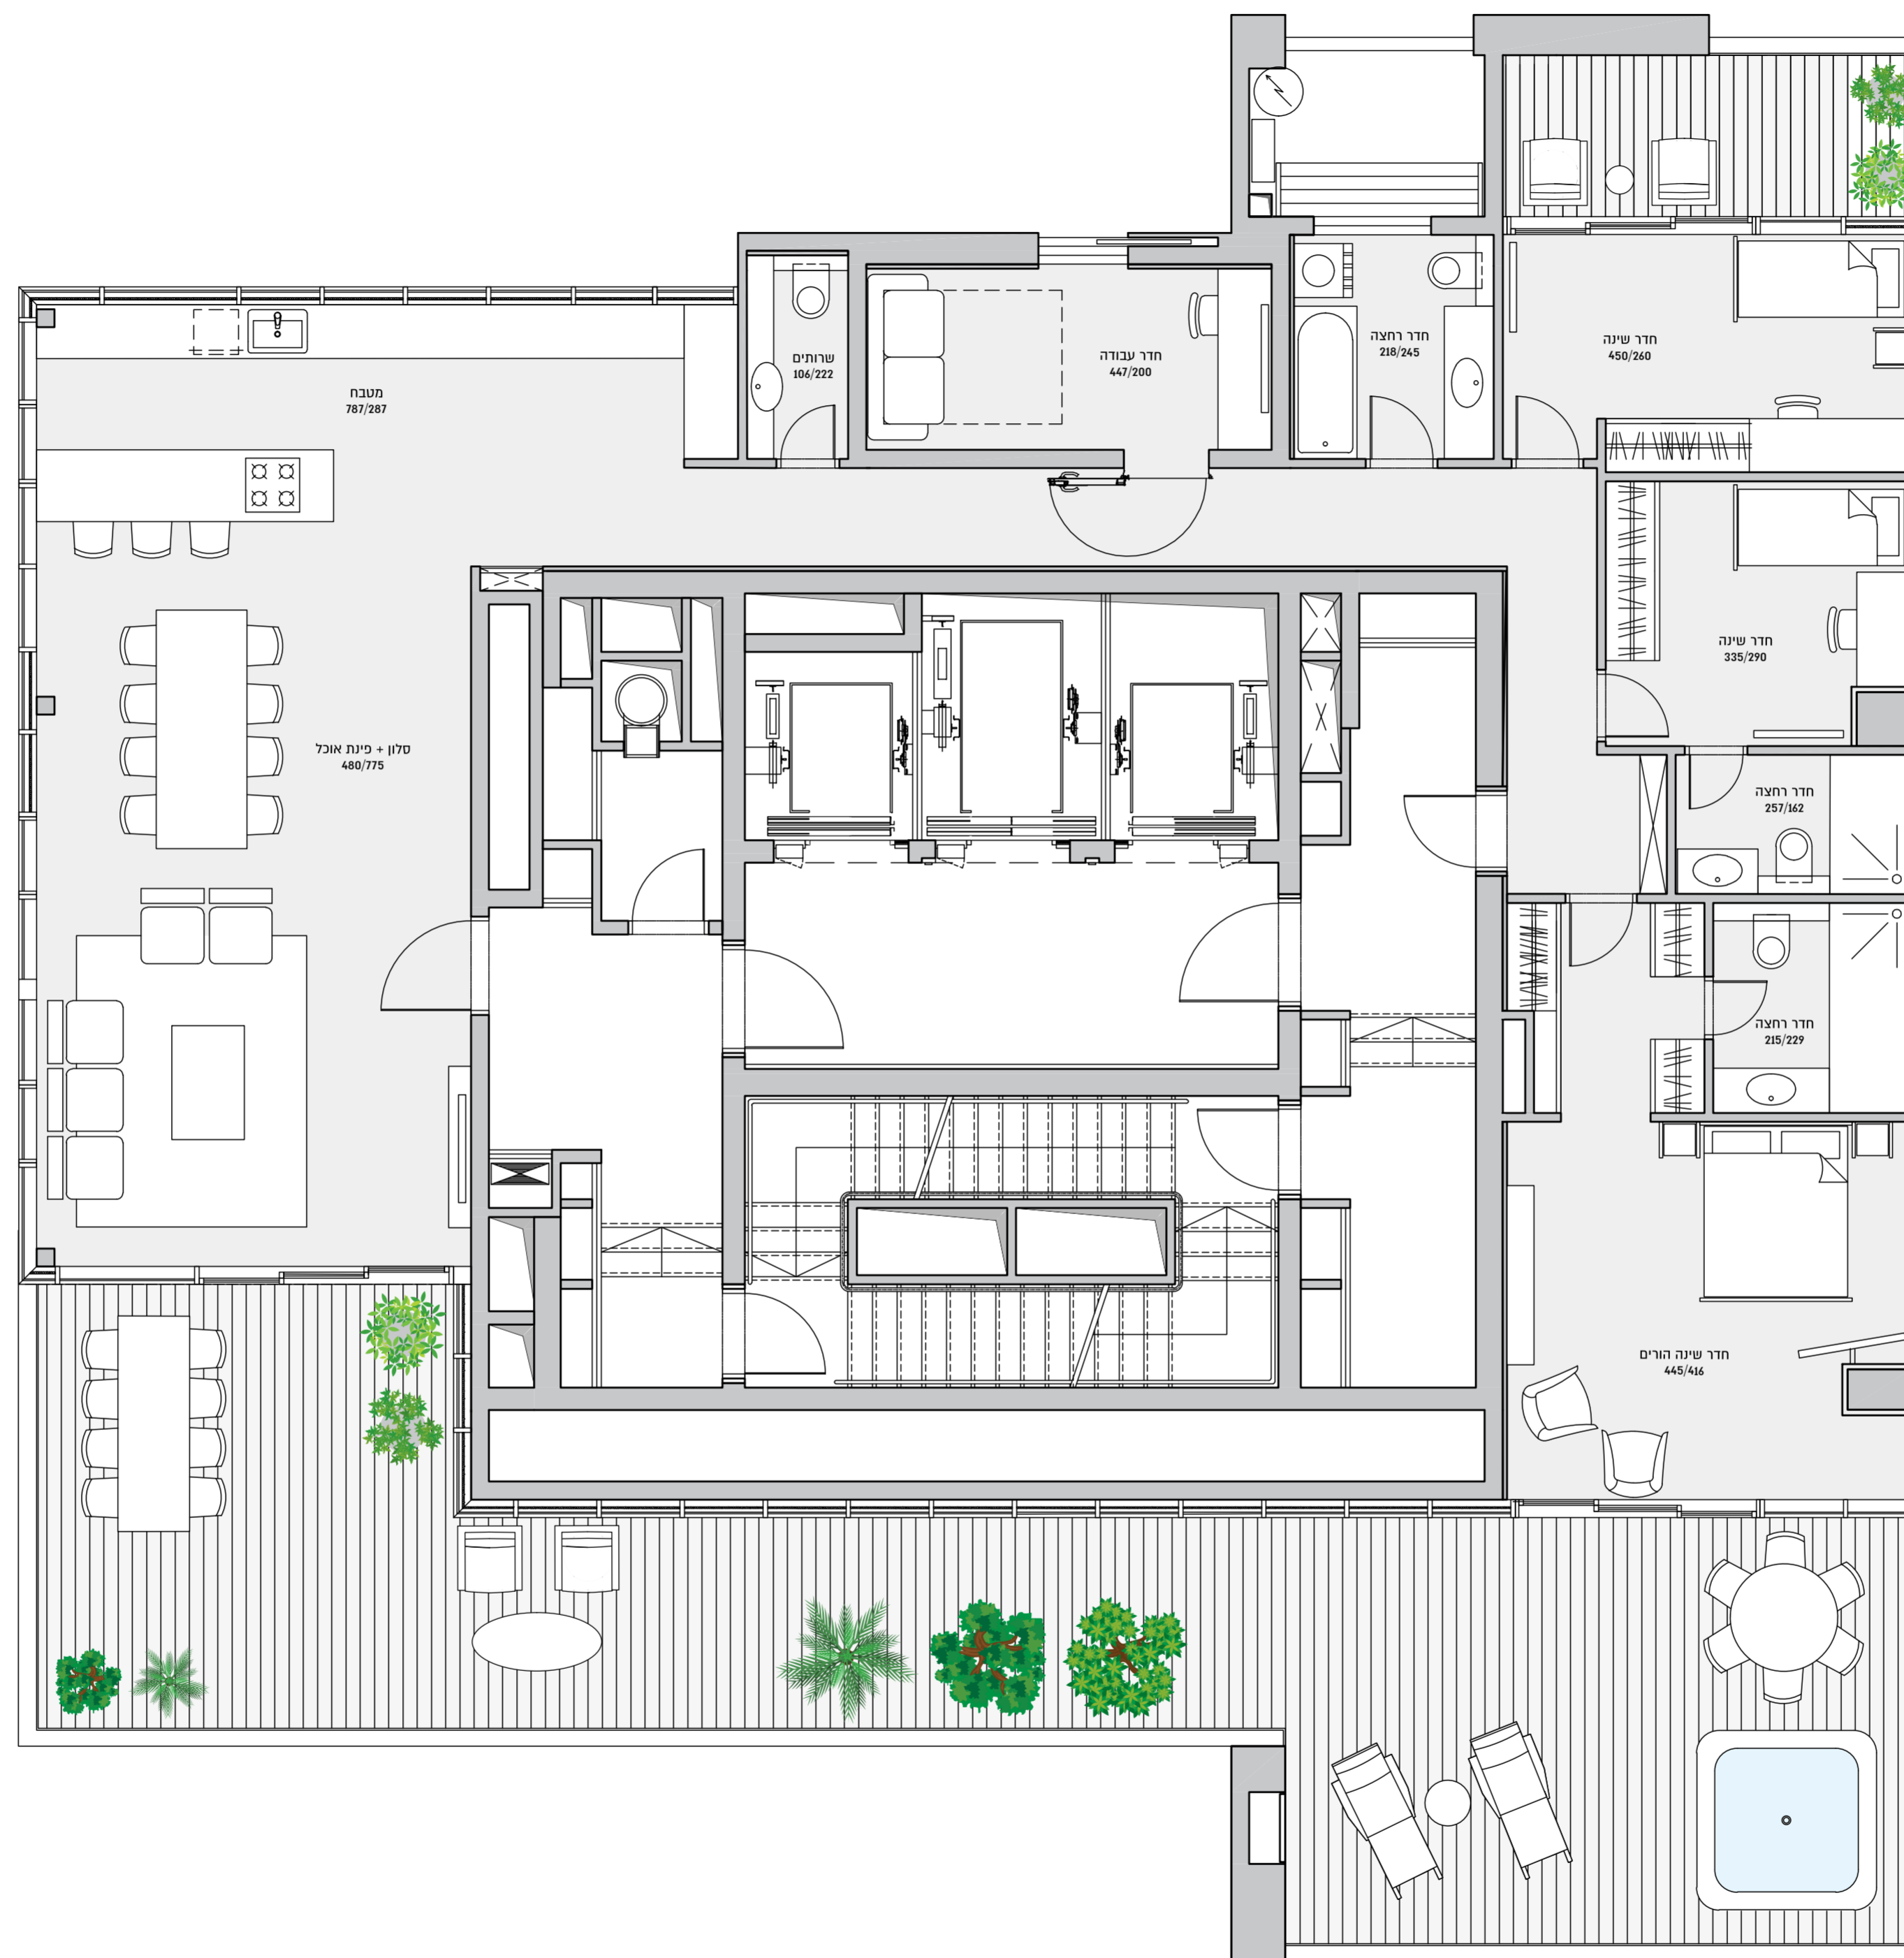 חדר שינה
450/260
חדר רחצה
218/245
חדר עבודה
447/200
שרותים
106/222
מטבח
787/287
חדר שינה
335/290
סלון + פינת אוכל
480/775
חדר רחצה
257/162
חדר רחצה
215/229
חדר שינה הורים
445/416